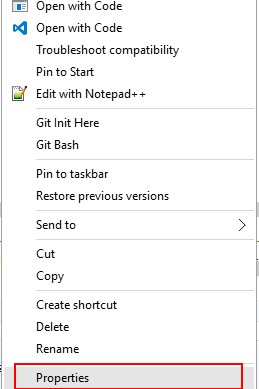 Open with Code
Open with Code
Troubleshoot compatibility
Pin to Start
Edit with Notepad++
Git Init Here
Git Bash
Pin to taskbar
Restore previous versions
Send to
Cut
Copy
Create shortcut
Delete
Rename
Properties